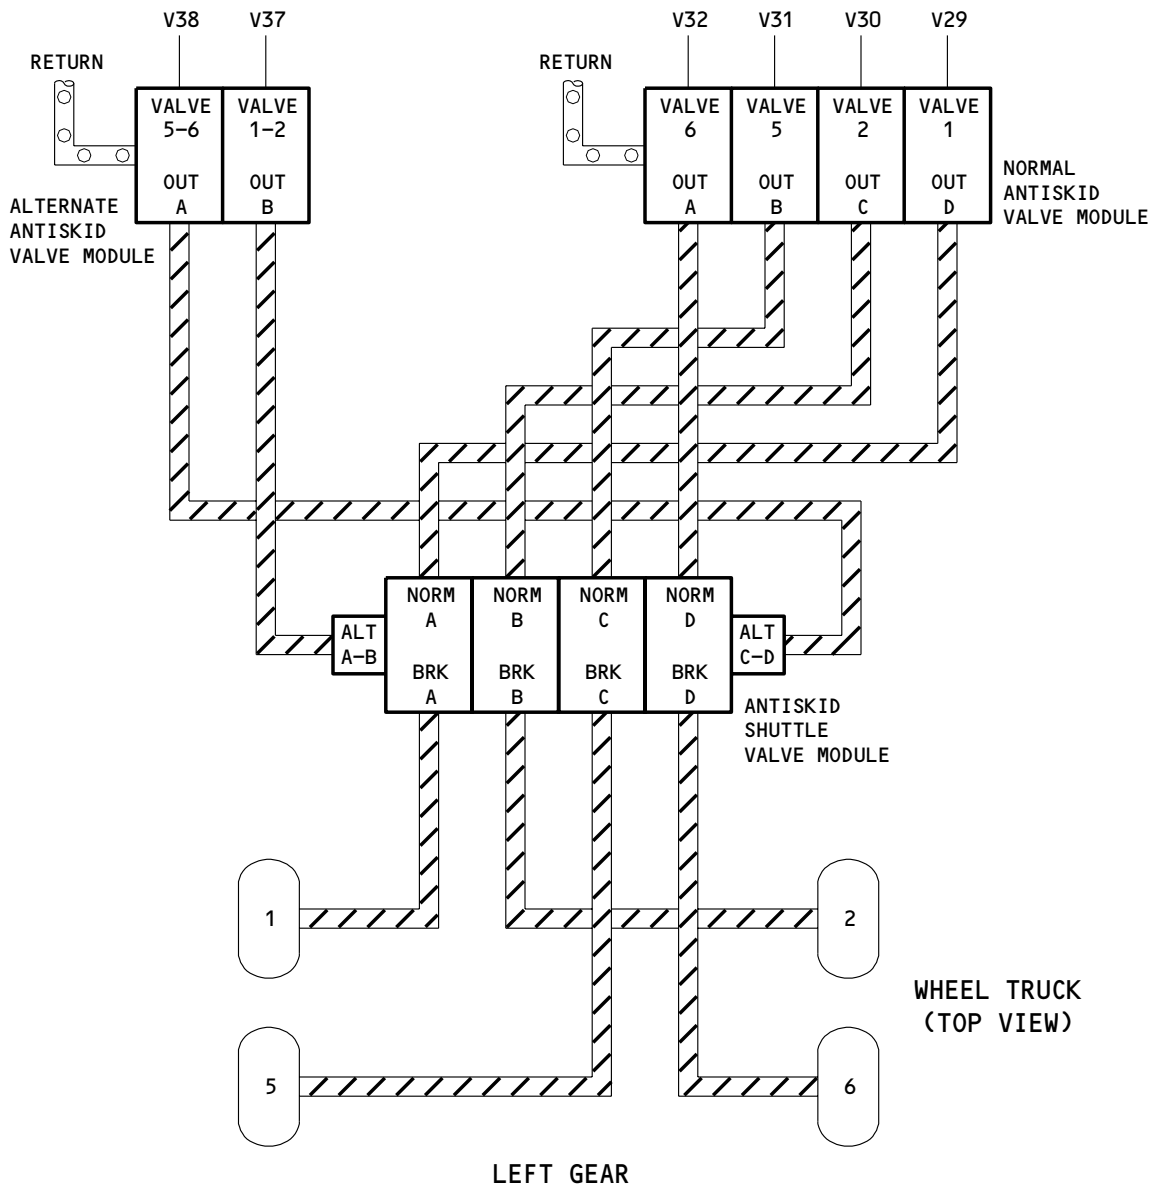 V38
V37
V32
V31
V30
V29
RETURN
RETURN
VALVE
5-6
OUT
A
VALVE
1-2
OUT
B
VALVE
6
OUT
A
VALVE
5
OUT
B
VALVE
2
OUT
C
VALVE
1
OUT
D
ALTERNATE
ANTISKID
VALVE MODULE
NORMAL
ANTISKID
VALVE MODULE
ALT
A-B
NORM
A
BRK
A
NORM
B
BRK
B
NORM
C
BRK
C
NORM
D
BRK
D
ALT
C-D
ANTISKID
SHUTTLE
VALVE MODULE
1
2
WHEEL TRUCK
(TOP VIEW)
5
6
LEFT GEAR